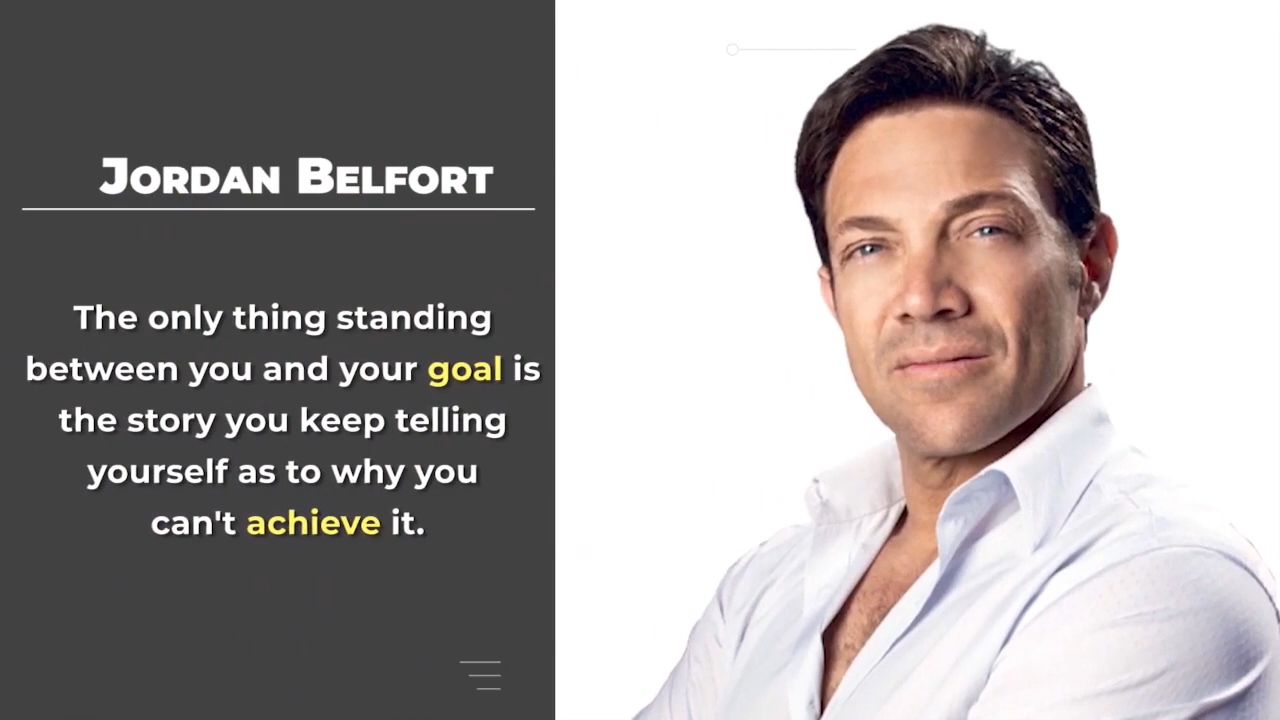 JORDAN BELFORT
The only thing standing
between you and your goal is
the story you keep telling
yourself as to why you
can't achieve it.